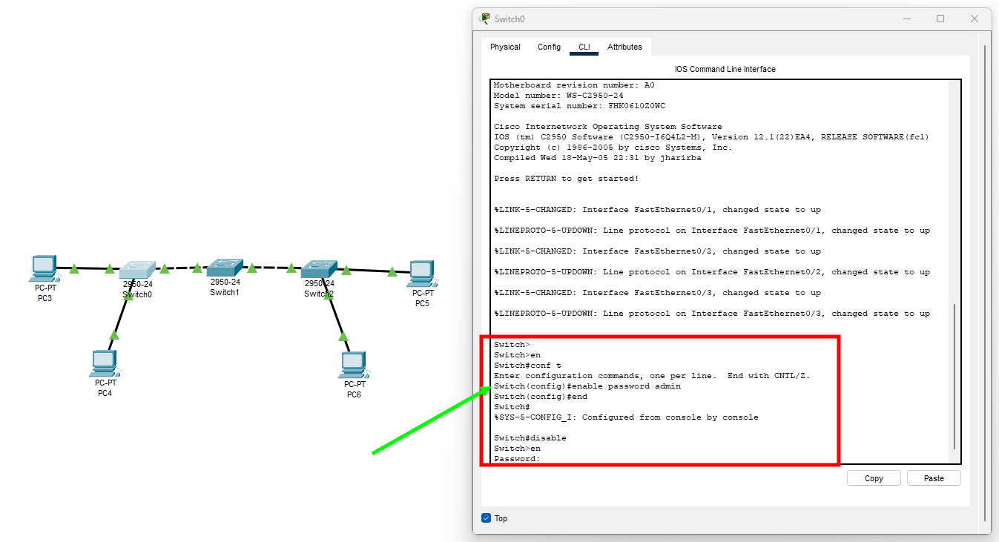 Switch0
Physical Config CLI Attributes
IOS Command Line Interface
Motherboard revision number: A0
Model number: WS-C2950-24
System serial number: FHK0610Z0WC
Cisco Internetwork Operating System Software
IOS (tm) C2950 Software (C2950-I6Q4L2-M), Version 12.1(22)EA4, RELEASE SOFTWARE(fc1)
Copyright (c) 1986-2005 by cisco Systems, Inc.
Compiled Wed 18-May-05 22:31 by jharirba
Press RETURN to get started!
%LINK-5-CHANGED: Interface FastEthernet0/1, changed state to up
%LINEPROTO-5-UPDOWN: Line protocol on Interface FastEthernet0/1, changed state to up
%LINK-5-CHANGED: Interface FastEthernet0/2, changed state to up
%LINEPROTO-5-UPDOWN: Line protocol on Interface FastEthernet0/2, changed state to up
%LINK-5-CHANGED: Interface FastEthernet0/3, changed state to up
%LINEPROTO-5-UPDOWN: Line protocol on Interface FastEthernet0/3, changed state to up
Switch>
Switch>en
Switch#conf t
Enter configuration commands, one per line.  End with CNTL/Z.
Switch(config)#enable password admin
Switch(config)#end
Switch#
%SYS-5-CONFIG_I: Configured from console by console
Switch#disable
Switch>en
Password:
Copy Paste
Top
PC-PT
PC3
2950-24
Switch0
2950-24
Switch1
2950-24
Switch2
PC-PT
PC5
PC-PT
PC4
PC-PT
PC6